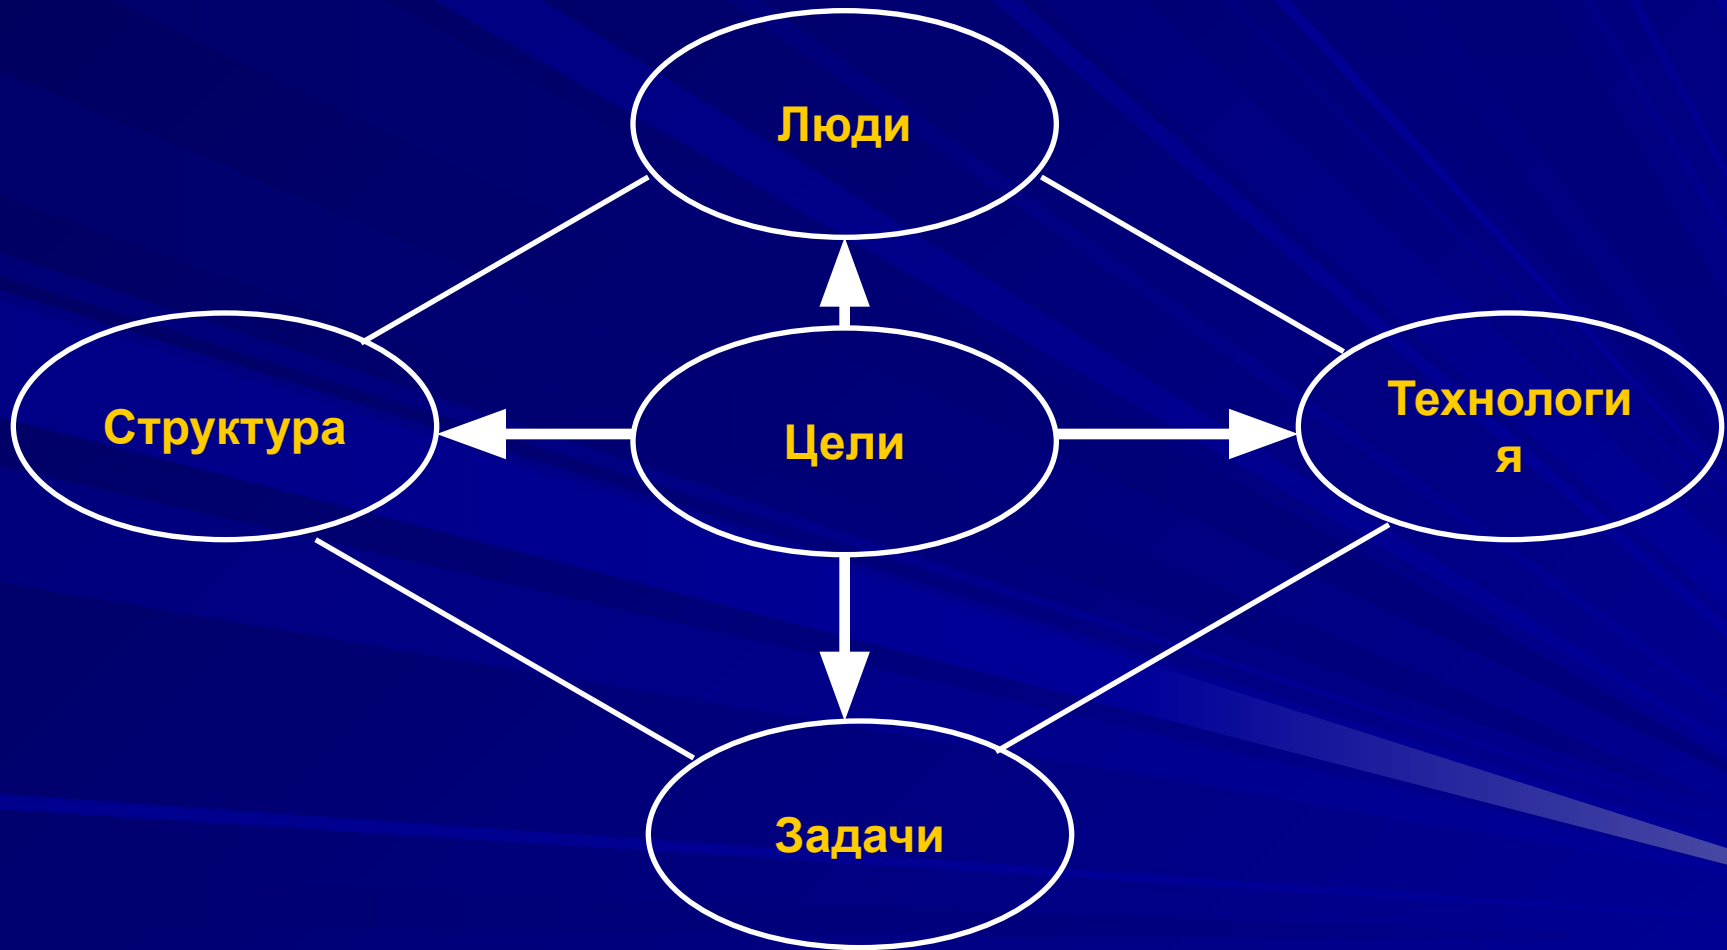 Люди
Структура
Цели
Технологи
я
Задачи